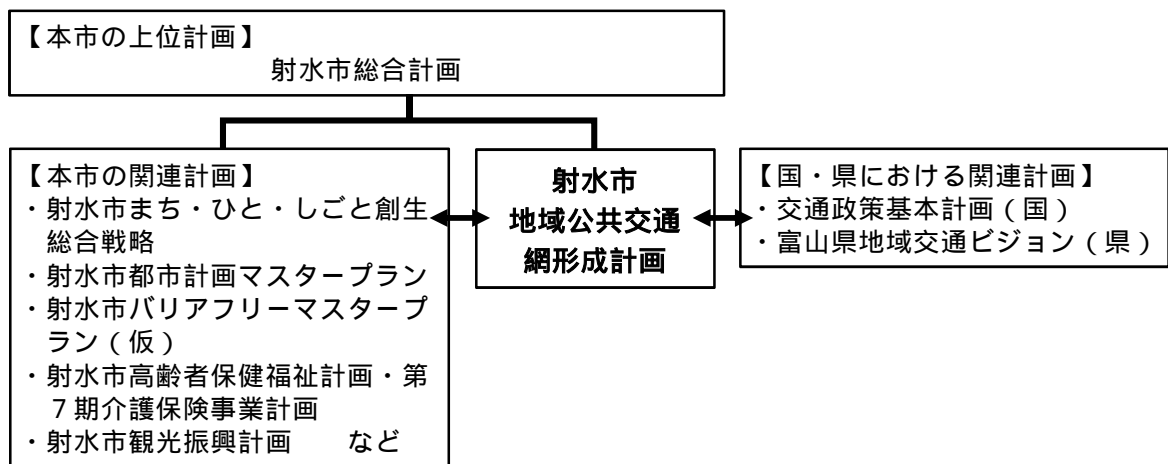 【本市の上位計画】
射水市総合計画
【本市の関連計画】
・射水市まち・ひと・しごと創生
総合戦略
・射水市都市計画マスタープラン
・射水市バリアフリーマスタープ
ラン（仮）
・射水市高齢者保健福祉計画・第
７期介護保険事業計画
・射水市観光振興計画　　など
射水市
地域公共交通
網形成計画
【国・県における関連計画】
・交通政策基本計画（国）
・富山県地域交通ビジョン（県）